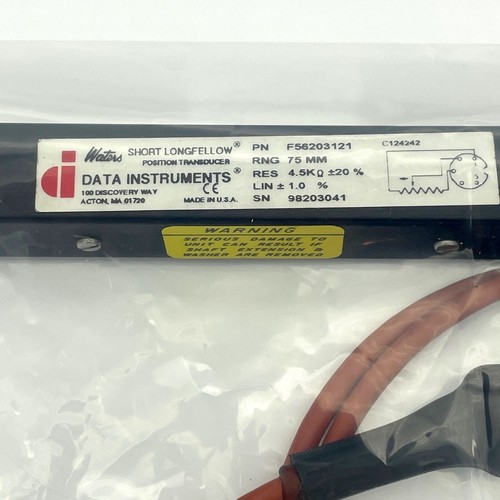 Waters SHORT LONGFELLOW®
POSITION TRANSDUCER
DATA INSTRUMENTS®
100 DISCOVERY WAY
ACTON, MA 01720
CE
MADE IN U.S.A.
PN F56203121
RNG 75 MM
RES 4.5KΩ ±20 %
LIN ± 1.0 %
SN 98203041
C124242
WARNING
SERIOUS DAMAGE TO
UNIT CAN RESULT IF
SHAFT, EXTENSION &
WASHER ARE REMOVED